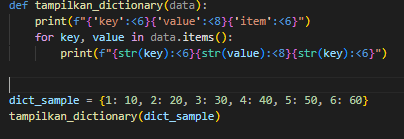 def tampilkan_dictionary(data):
    print(f"{'key':<6}{'value':<8}{'item':<6}")
    for key, value in data.items():
        print(f"{str(key):<6}{str(value):<8}{str(key):<6}")
dict_sample = {1: 10, 2: 20, 3: 30, 4: 40, 5: 50, 6: 60}
tampilkan_dictionary(dict_sample)